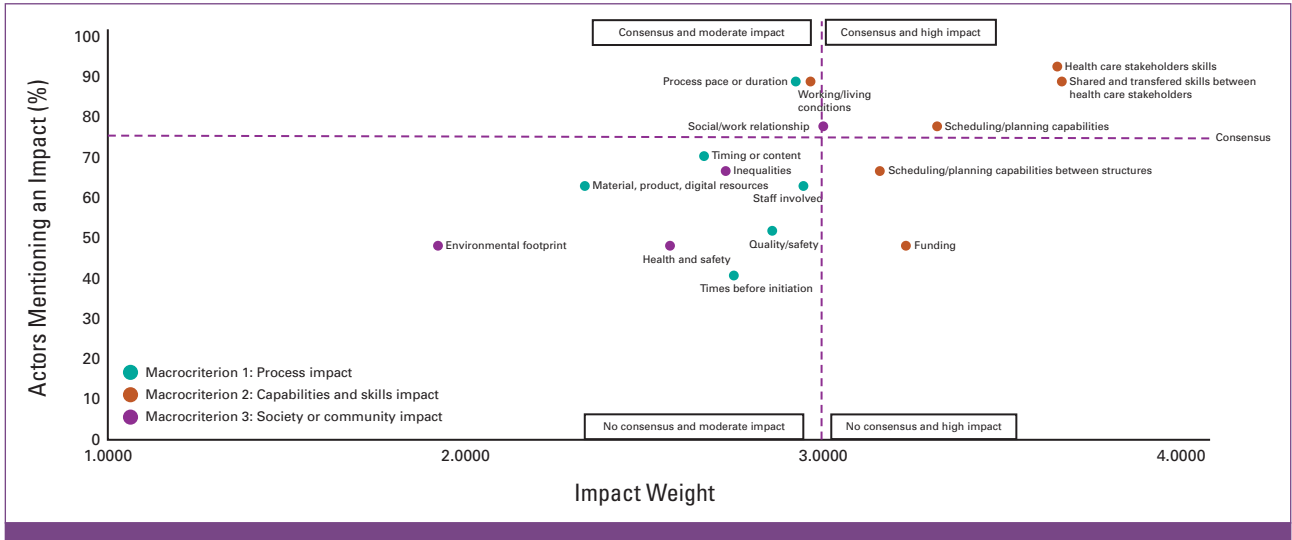 Consensus and moderate impact
Consensus and high impact
Actors Mentioning an Impact (%)
100
90
80
70
60
50
40
30
20
10
0
Health care stakeholders skills
Process pace or duration
Shared and transfered skills between
health care stakeholders
Working/living
conditions
Social/work relationship
Scheduling/planning capabilities
Consensus
Timing or content
Inequalities
Scheduling/planning capabilities between structures
Material, product, digital resources
Staff involved
Environmental footprint
Quality/safety
Funding
Health and safety
Times before initiation
Macrocriterion 1: Process impact
Macrocriterion 2: Capabilities and skills impact
Macrocriterion 3: Society or community impact
No consensus and moderate impact
No consensus and high impact
1.0000
2.0000
3.0000
4.0000
Impact Weight